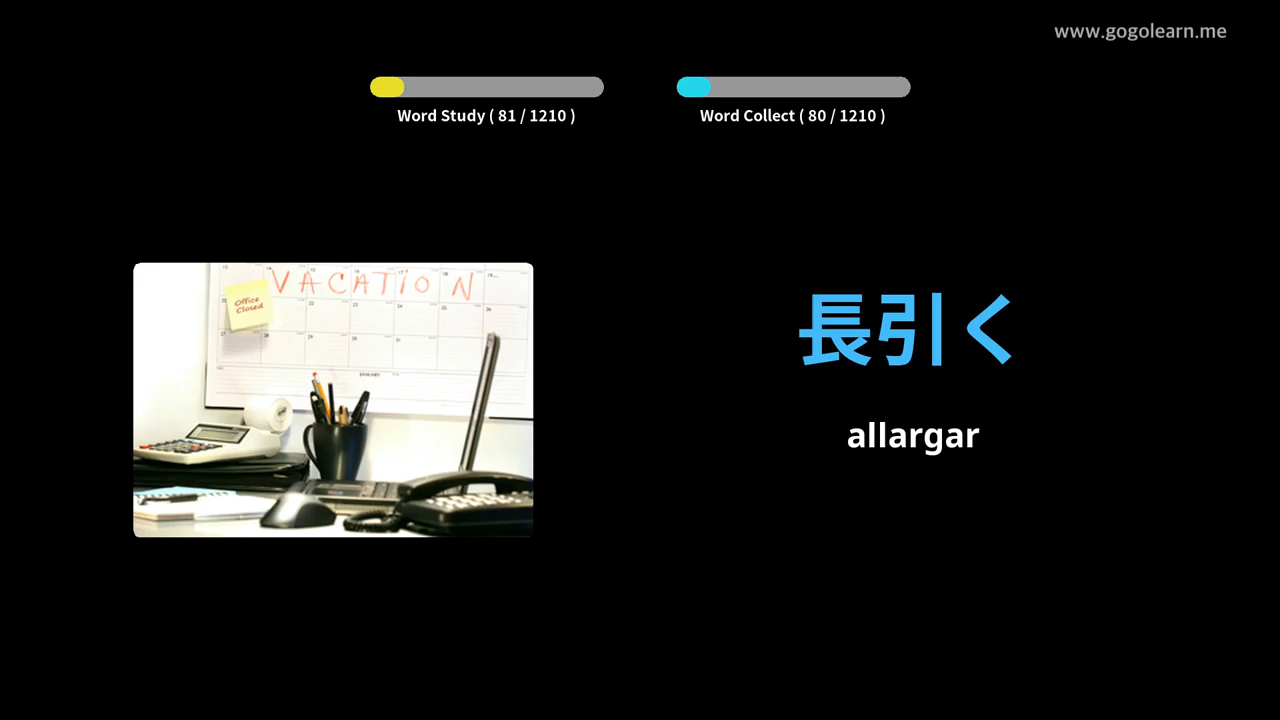 www.gogolearn.me
Word Study ( 81 / 1210 )
Word Collect ( 80 / 1210 )
VACATION
Office
Closed
長引く
allargar